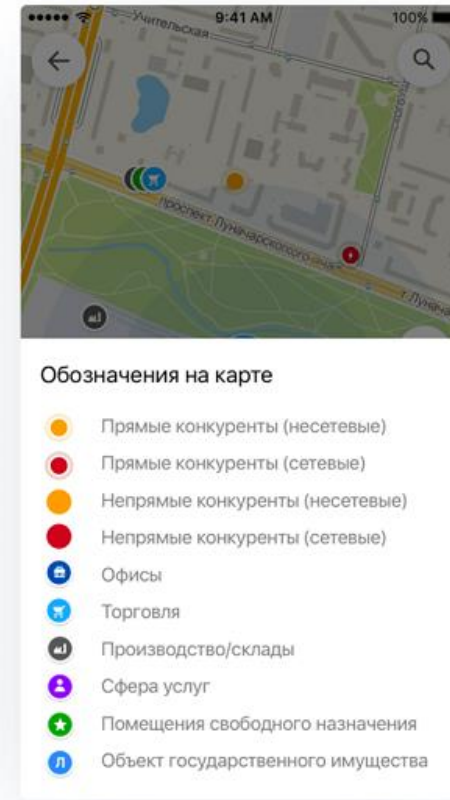 9:41 AM
100%
Учительская
проспект Луначарского
Обозначения на карте
Прямые конкуренты (несетевые)
Прямые конкуренты (сетевые)
Непрямые конкуренты (несетевые)
Непрямые конкуренты (сетевые)
Офисы
Торговля
Производство/склады
Сфера услуг
Помещения свободного назначения
Л
Объект государственного имущества